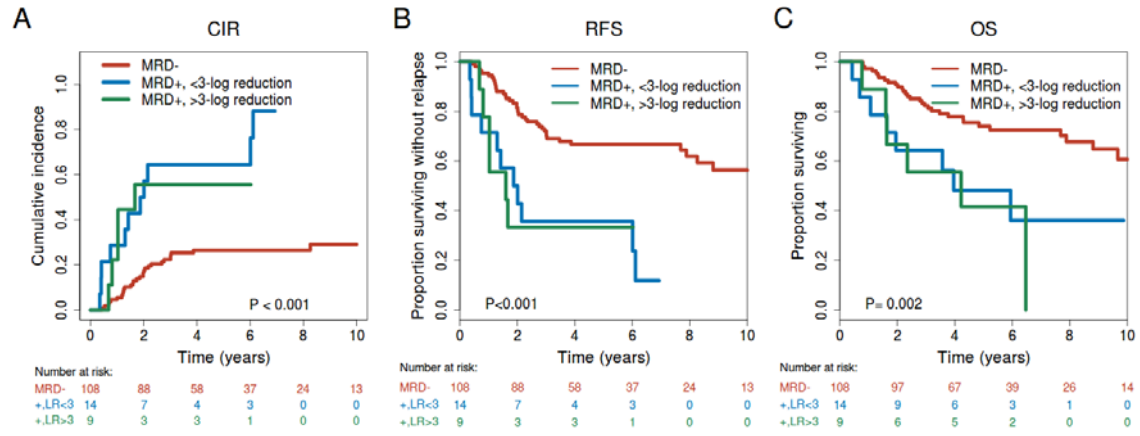 A
CIR
MRD-
MRD+, <3-log reduction
MRD+, >3-log reduction
Cumulative incidence
0.0
0.2
0.4
0.6
0.8
1.0
P < 0.001
0 2 4 6 8 10
Time (years)
Number at risk:
MRD- 108 88 58 37 24 13
+,LR<3 14 7 4 3 0 0
+,LR>3 9 3 3 1 0 0
B
RFS
MRD-
MRD+, <3-log reduction
MRD+, >3-log reduction
Proportion surviving without relapse
0.0
0.2
0.4
0.6
0.8
1.0
P<0.001
0 2 4 6 8 10
Time (years)
Number at risk:
MRD- 108 88 58 37 24 13
+,LR<3 14 7 4 3 0 0
+,LR>3 9 3 3 1 0 0
C
OS
MRD-
MRD+, <3-log reduction
MRD+, >3-log reduction
Proportion surviving
0.0
0.2
0.4
0.6
0.8
1.0
P= 0.002
0 2 4 6 8 10
Time (years)
Number at risk:
MRD- 108 97 67 39 26 14
+,LR<3 14 9 6 3 1 0
+,LR>3 9 6 5 2 0 0